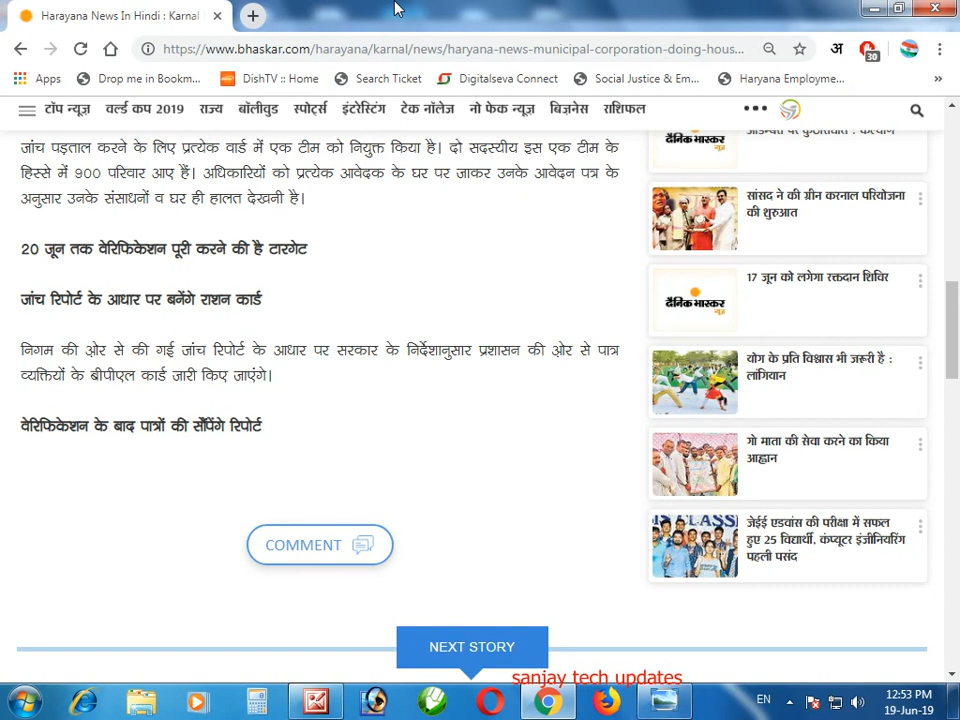 Harayana News In Hindi : Karnal
https://www.bhaskar.com/harayana/karnal/news/haryana-news-municipal-corporation-doing-hous...
अ
30
Apps
Drop me in Bookm...
DishTV :: Home
Search Ticket
Digitalseva Connect
Social Justice & Em...
Haryana Employme...
»
टॉप न्यूज़
वर्ल्ड कप 2019
राज्य
बॉलीवुड
स्पोर्ट्स
इंटरेस्टिंग
टेक नॉलेज
नो फेक न्यूज़
बिज़नेस
राशिफल
जांच पड़ताल करने के लिए प्रत्येक वार्ड में एक टीम को नियुक्त किया है। दो सदस्यीय इस एक टीम के
हिस्से में 900 परिवार आए हैं। अधिकारियों को प्रत्येक आवेदक के घर पर जाकर उनके आवेदन पत्र के
अनुसार उनके संसाधनों व घर ही हालत देखनी है।
20 जून तक वेरिफिकेशन पूरी करने की है टारगेट
जांच रिपोर्ट के आधार पर बनेंगे राशन कार्ड
निगम की ओर से की गई जांच रिपोर्ट के आधार पर सरकार के निर्देशानुसार प्रशासन की ओर से पात्र
व्यक्तियों के बीपीएल कार्ड जारी किए जाएंगे।
वेरिफिकेशन के बाद पात्रों की सौंपेंगे रिपोर्ट
COMMENT
NEXT STORY
दैनिक भास्कर
न्यूज़
सांसद ने की ग्रीन करनाल परियोजना
की शुरुआत
दैनिक भास्कर
न्यूज़
17 जून को लगेगा रक्तदान शिविर
योग के प्रति विश्वास भी जरूरी है :
लांगियान
गो माता की सेवा करने का किया
आह्वान
जेईई एडवांस की परीक्षा में सफल
हुए 25 विद्यार्थी, कंप्यूटर इंजीनियरिंग
पहली पसंद
sanjay tech updates
EN
12:53 PM
19-Jun-19